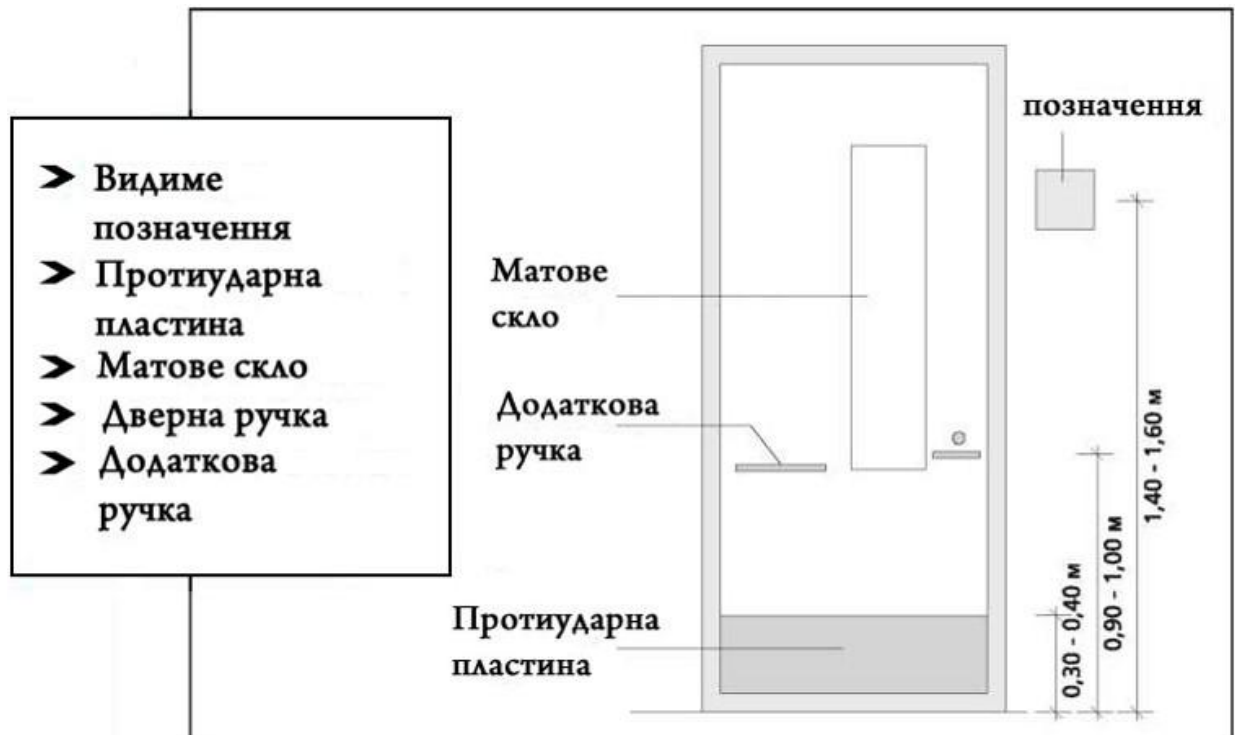 Видиме
позначення
Протиударна
пластина
Матове скло
Дверна ручка
Додаткова
ручка
позначення
Матове
скло
Додаткова
ручка
Протиударна
пластина
0,30 - 0,40 м
0,90 - 1,00 м
1,40 - 1,60 м